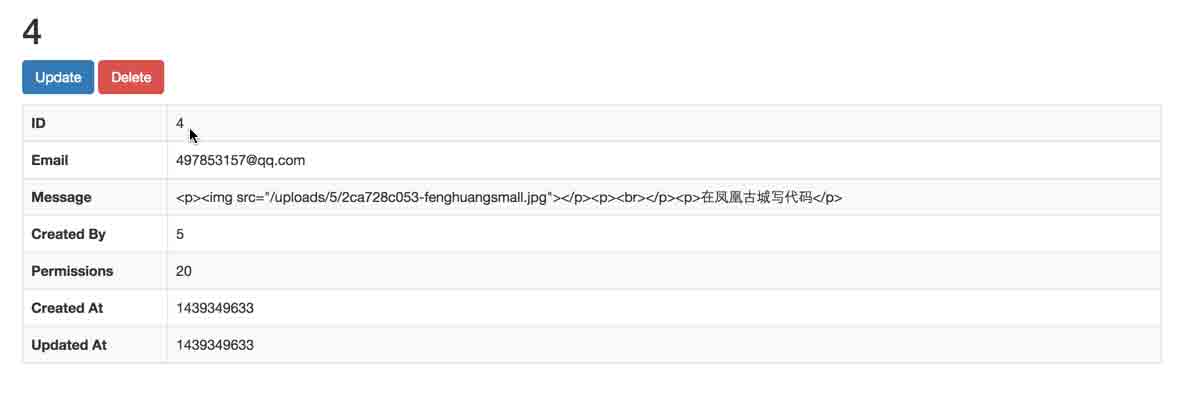 4
Update Delete
ID 4
Email 497853157@qq.com
Message <p><img src="/uploads/5/2ca728c053-fenghuangsmall.jpg"></p><p><br></p><p>在凤凰古城写代码</p>
Created By 5
Permissions 20
Created At 1439349633
Updated At 1439349633